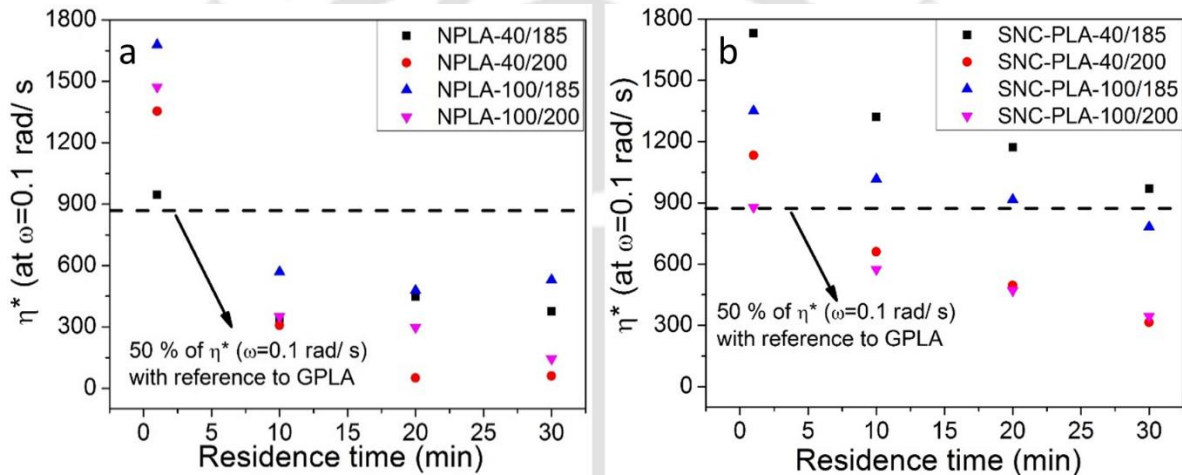 a
NPLA-40/185
NPLA-40/200
NPLA-100/185
NPLA-100/200
1800
1500
1200
900
600
300
0
η* (at ω=0.1 rad/ s)
50 % of η* (ω=0.1 rad/ s)
with reference to GPLA
0 5 10 15 20 25 30
Residence time (min)
b
SNC-PLA-40/185
SNC-PLA-40/200
SNC-PLA-100/185
SNC-PLA-100/200
1800
1500
1200
900
600
300
0
η* (at ω=0.1 rad/ s)
50 % of η* (ω=0.1 rad/ s)
with reference to GPLA
0 5 10 15 20 25 30
Residence time (min)